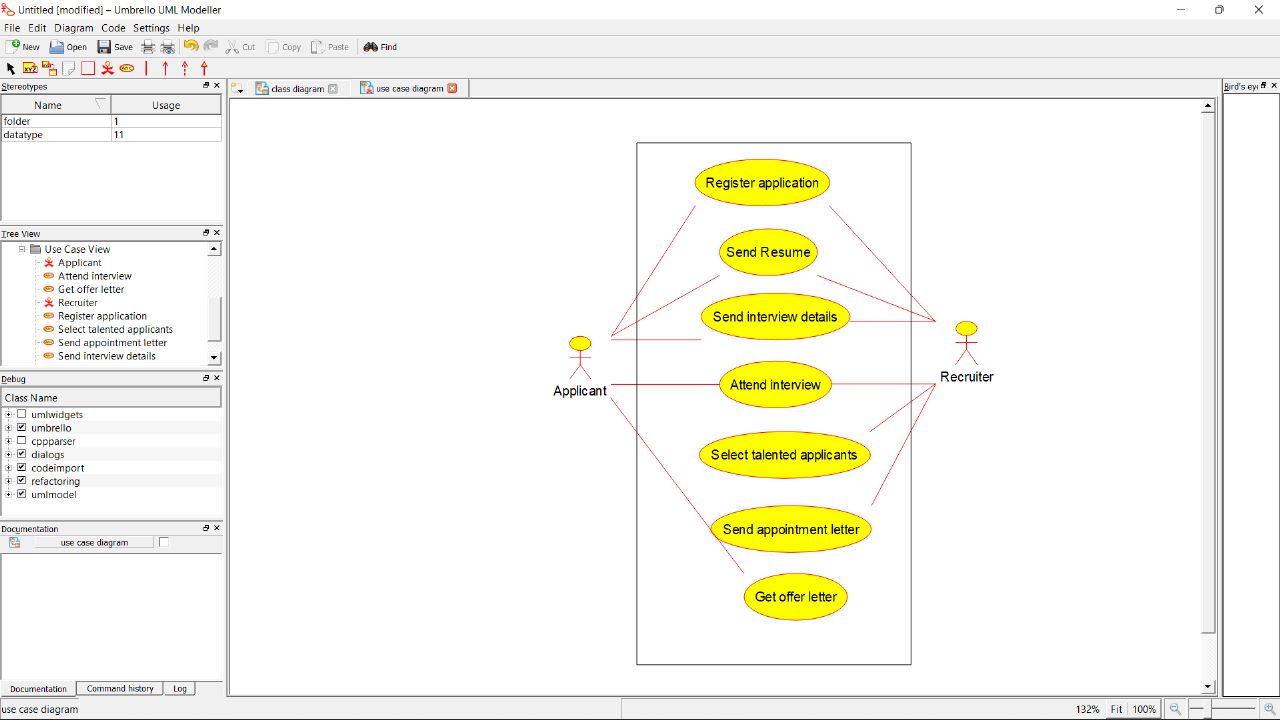 Untitled [modified] – Umbrello UML Modeller
File Edit Diagram Code Settings Help
New Open Save Cut Copy Paste Find
Stereotypes
Name Usage
folder 1
datatype 11
Tree View
Use Case View
Applicant
Attend interview
Get offer letter
Recruiter
Register application
Select talented applicants
Send appointment letter
Send interview details
Debug
Class Name
umlwidgets
umbrello
cppparser
dialogs
codeimport
refactoring
umlmodel
Documentation
use case diagram
Documentation Command history Log
class diagram use case diagram
Register application
Send Resume
Send interview details
Attend interview
Select talented applicants
Send appointment letter
Get offer letter
Applicant
Recruiter
Bird's eye
use case diagram 132% Fit 100%